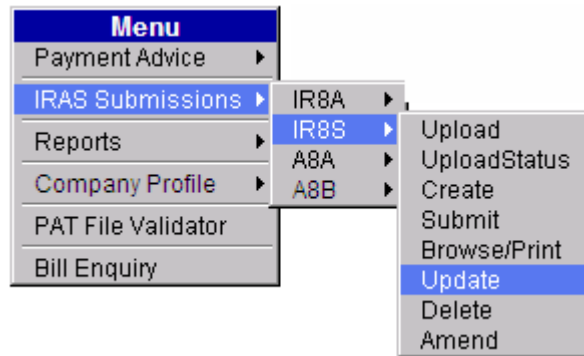 Menu
Payment Advice
IRAS Submissions
Reports
Company Profile
PAT File Validator
Bill Enquiry
IR8A
IR8S
A8A
A8B
Upload
UploadStatus
Create
Submit
Browse/Print
Update
Delete
Amend